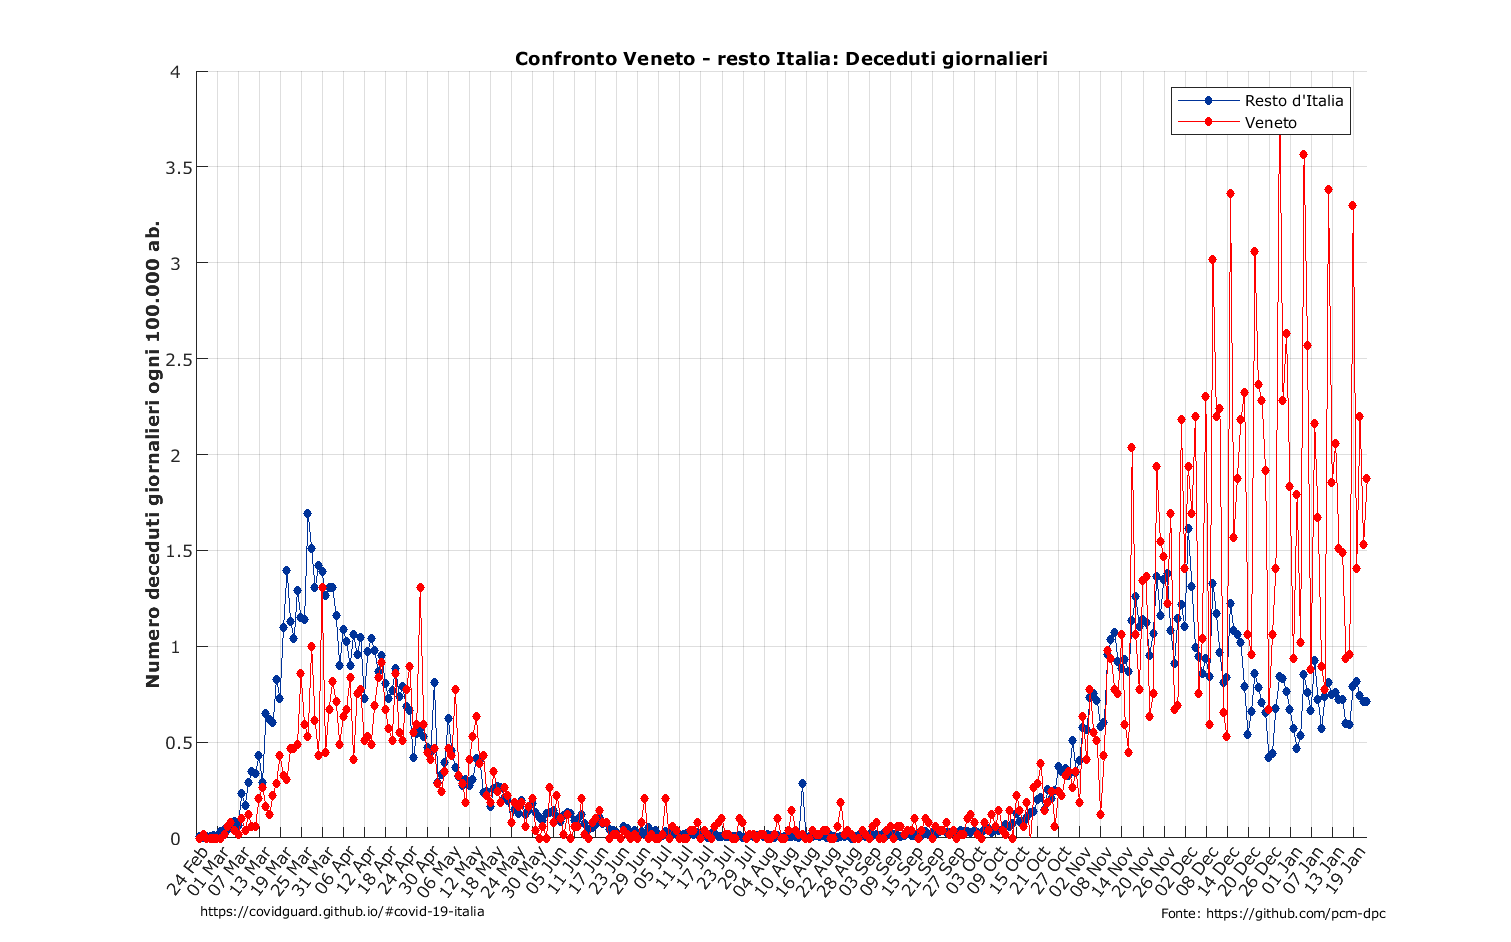 Confronto Veneto - resto Italia: Deceduti giornalieri
Resto d'Italia
Veneto
Numero deceduti giornalieri ogni 100.000 ab.
4
3.5
3
2.5
2
1.5
1
0.5
0
24 Feb
01 Mar
07 Mar
13 Mar
19 Mar
25 Mar
31 Mar
06 Apr
12 Apr
18 Apr
24 Apr
30 Apr
06 May
12 May
18 May
24 May
30 May
05 Jun
11 Jun
17 Jun
23 Jun
29 Jun
05 Jul
11 Jul
17 Jul
23 Jul
29 Jul
04 Aug
10 Aug
16 Aug
22 Aug
28 Aug
03 Sep
09 Sep
15 Sep
21 Sep
27 Sep
03 Oct
09 Oct
15 Oct
21 Oct
27 Oct
02 Nov
08 Nov
14 Nov
20 Nov
26 Nov
02 Dec
08 Dec
14 Dec
20 Dec
26 Dec
01 Jan
07 Jan
13 Jan
19 Jan
https://covidguard.github.io/#covid-19-italia
Fonte: https://github.com/pcm-dpc